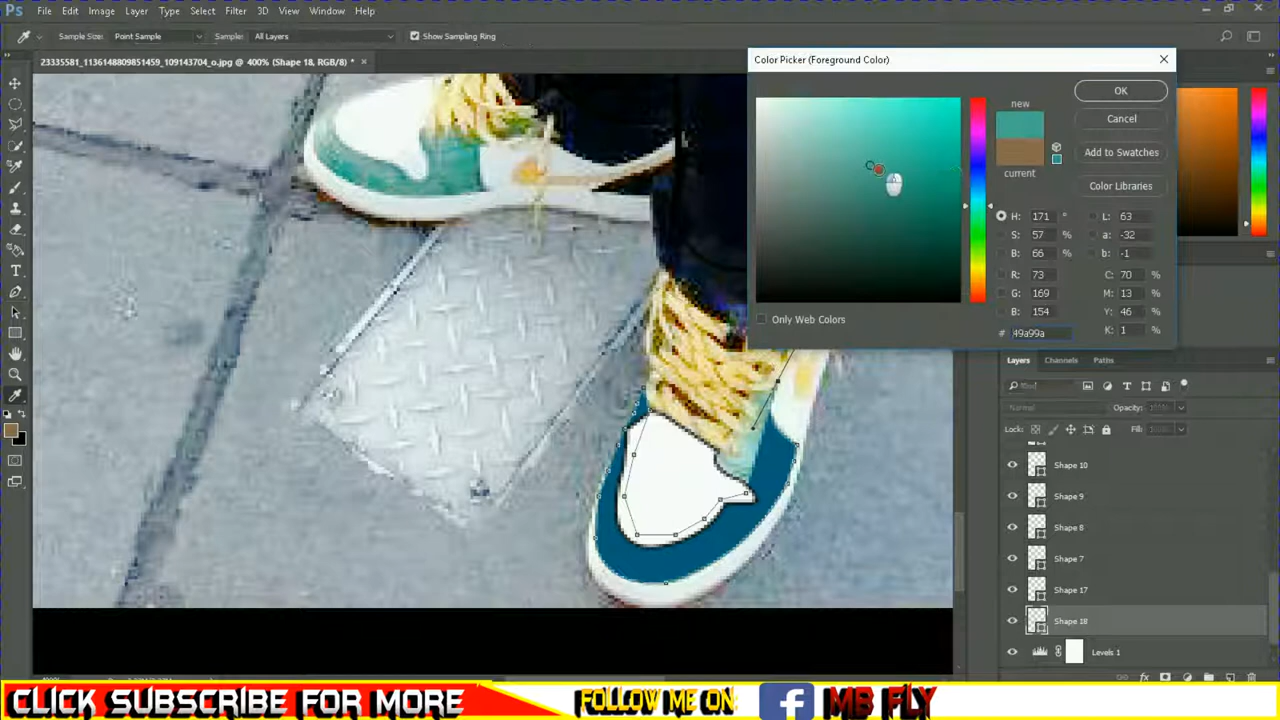 Ps File Edit Image Layer Type Select Filter 3D View Window Help
Sample Size: Point Sample Sample: All Layers Show Sampling Ring
23335581_1136148809851459_109143704_o.jpg @ 400% (Shape 18, RGB/8) * ×
Color Picker (Foreground Color)
new
current
OK
Cancel
Add to Swatches
Color Libraries
H: 171 °
S: 57 %
B: 66 %
R: 73
G: 169
B: 154
L: 63
a: -32
b: -1
C: 70 %
M: 13 %
Y: 46 %
K: 1 %
Only Web Colors
# 49a99a
Layers Channels Paths
Normal Opacity: 100%
Lock: Fill: 100%
Shape 10
Shape 9
Shape 8
Shape 7
Shape 17
Shape 18
Levels 1
CLICK SUBSCRIBE FOR MORE FOLLOW ME ON f MB FLY